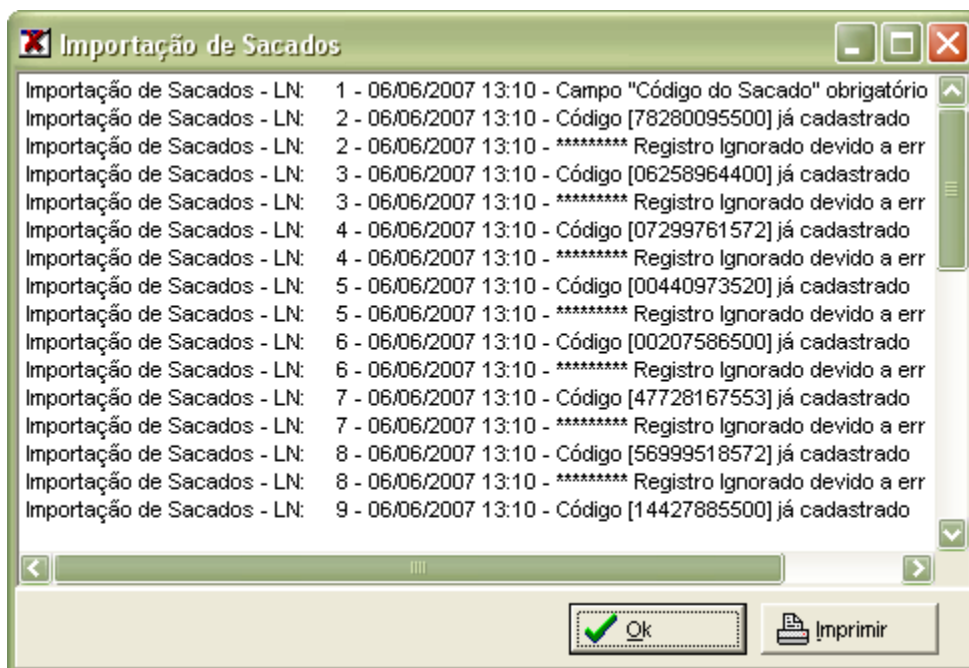 Importação de Sacados
Importação de Sacados - LN: 1 - 06/06/2007 13:10 - Campo "Código do Sacado" obrigatório
Importação de Sacados - LN: 2 - 06/06/2007 13:10 - Código [78280095500] já cadastrado
Importação de Sacados - LN: 2 - 06/06/2007 13:10 - ********* Registro Ignorado devido a err
Importação de Sacados - LN: 3 - 06/06/2007 13:10 - Código [06258964400] já cadastrado
Importação de Sacados - LN: 3 - 06/06/2007 13:10 - ********* Registro Ignorado devido a err
Importação de Sacados - LN: 4 - 06/06/2007 13:10 - Código [07299761572] já cadastrado
Importação de Sacados - LN: 4 - 06/06/2007 13:10 - ********* Registro Ignorado devido a err
Importação de Sacados - LN: 5 - 06/06/2007 13:10 - Código [00440973520] já cadastrado
Importação de Sacados - LN: 5 - 06/06/2007 13:10 - ********* Registro Ignorado devido a err
Importação de Sacados - LN: 6 - 06/06/2007 13:10 - Código [00207586500] já cadastrado
Importação de Sacados - LN: 6 - 06/06/2007 13:10 - ********* Registro Ignorado devido a err
Importação de Sacados - LN: 7 - 06/06/2007 13:10 - Código [47728167553] já cadastrado
Importação de Sacados - LN: 7 - 06/06/2007 13:10 - ********* Registro Ignorado devido a err
Importação de Sacados - LN: 8 - 06/06/2007 13:10 - Código [56999518572] já cadastrado
Importação de Sacados - LN: 8 - 06/06/2007 13:10 - ********* Registro Ignorado devido a err
Importação de Sacados - LN: 9 - 06/06/2007 13:10 - Código [14427885500] já cadastrado
Ok Imprimir